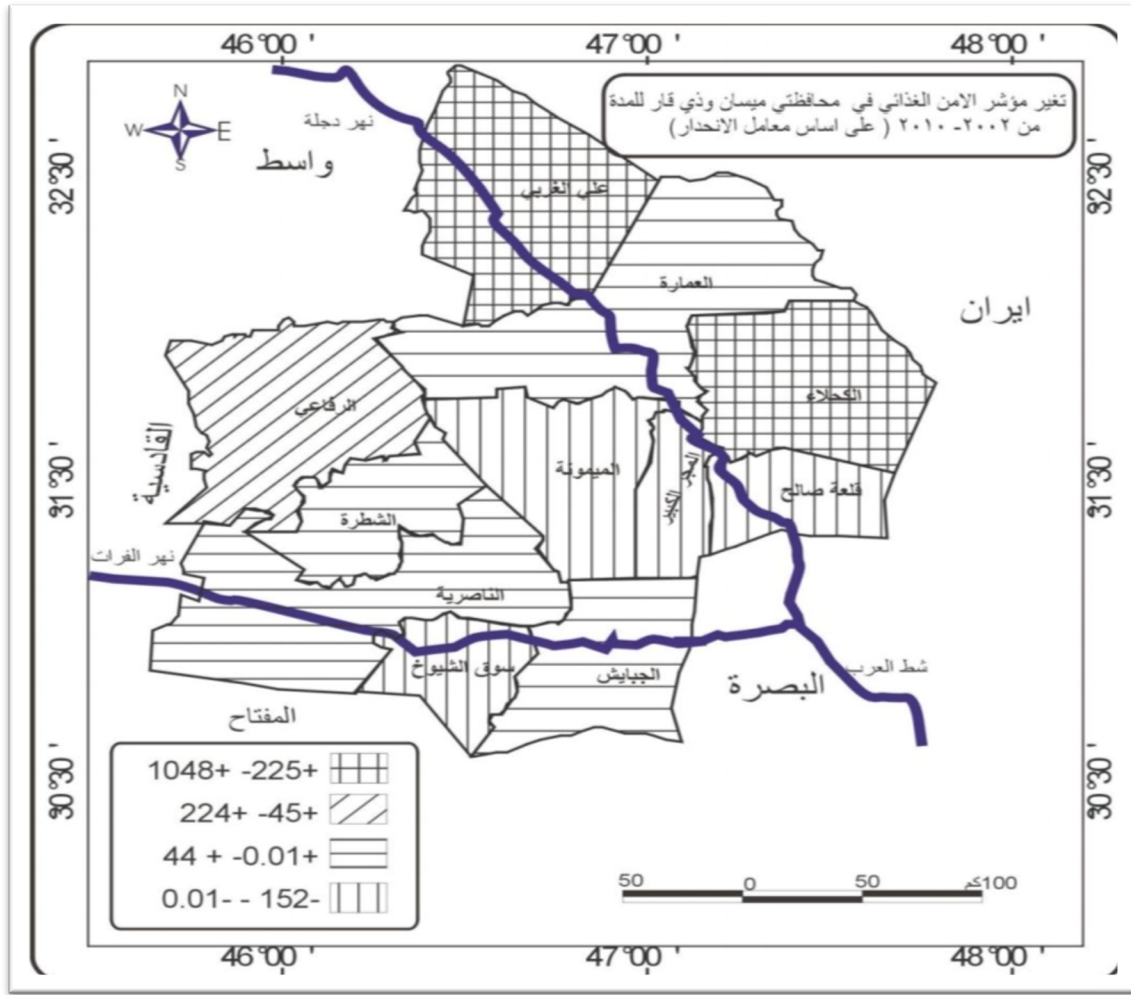 46°00'
47°00'
48°00'
تغير مؤشر الامن الغذائي في محافظتي ميسان وذي قار للمدة
من ٢٠٠٢- ٢٠١٠ ( على اساس معامل الانحدار)
N
W
E
S
نهر دجلة
واسط
32°30'
32°30'
علي الغربي
العمارة
ايران
الكحلاء
الرفاعي
القادسية
31°30'
31°30'
الميمونة
المجر الكبير
قلعة صالح
الشطرة
نهر الفرات
الناصرية
سوق الشيوخ
الجبايش
البصرة
شط العرب
المفتاح
1048+ -225+
224+ -45+
44 + -0.01+
0.01- - 152-
30°30'
30°30'
50
0
50
100كم
46°00'
47°00'
48°00'